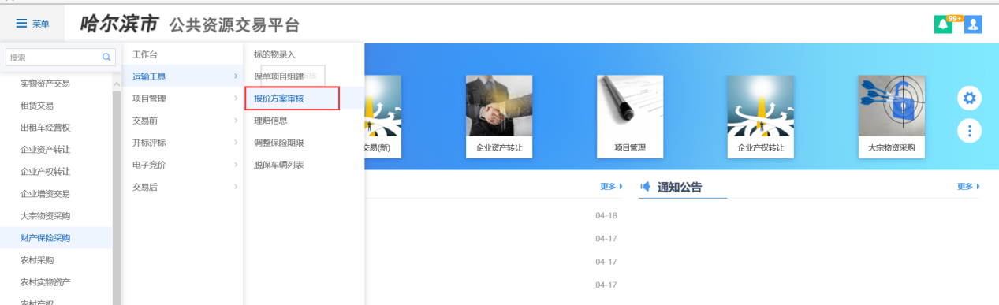 菜单
哈尔滨市 公共资源交易平台
99+
搜索
实物资产交易
租赁交易
出租车经营权
企业资产转让
企业产权转让
企业增资交易
大宗物资采购
财产保险采购
农村采购
农村实物资产
农村产权
工作台
运输工具
项目管理
交易前
开标评标
电子竞价
交易后
标的物录入
保单项目组建
报价方案审核
理赔信息
调整保险期限
脱保车辆列表
交易(新)
企业资产转让
项目管理
企业产权转让
大宗物资采购
更多
通知公告
更多
04-18
04-17
04-17
04-17